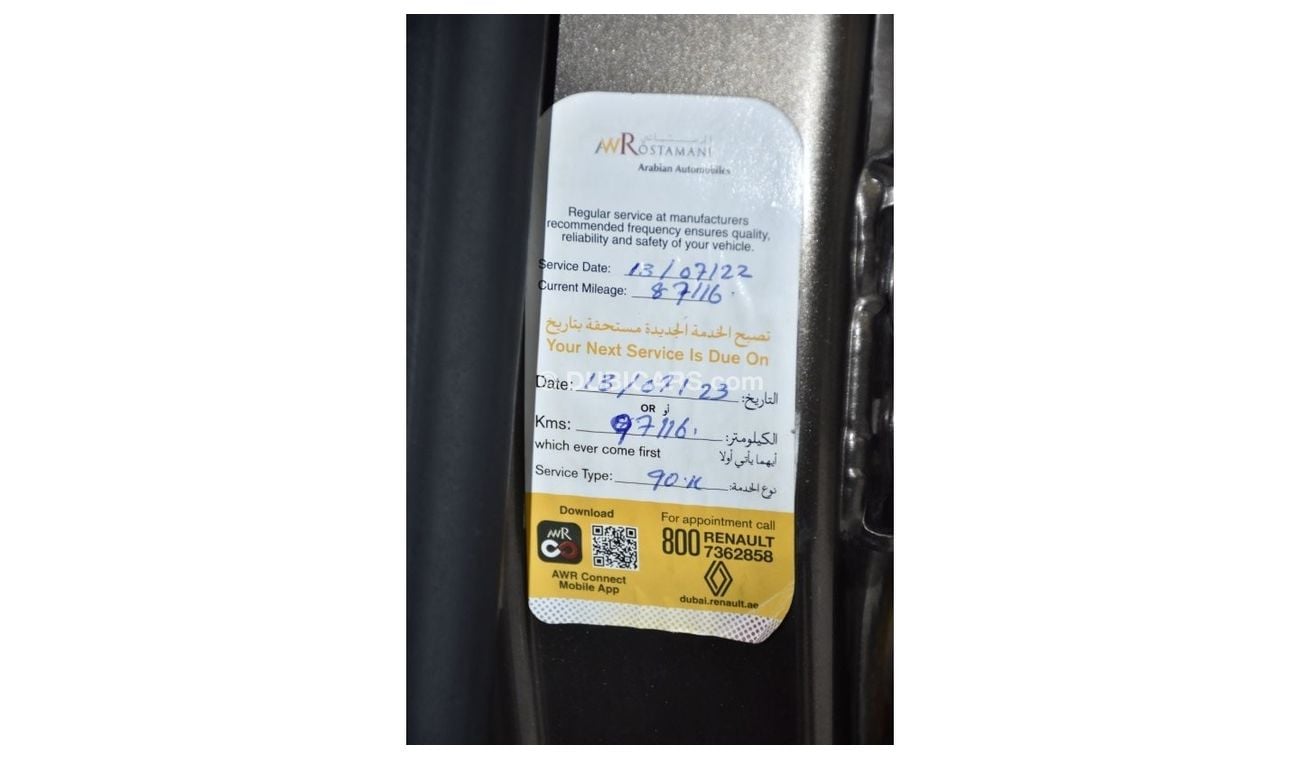 الرستماني
AWROSTAMANI
Arabian Automobiles
Regular service at manufacturers
recommended frequency ensures quality,
reliability and safety of your vehicle.
Service Date: 13/07/22
Current Mileage: 87116
تصبح الخدمة الجديدة مستحقة بتاريخ
Your Next Service Is Due On
© DUBICARS.com
Date: 13/07/23 التاريخ:
OR أو
Kms: 97116 الكيلومتر:
which ever come first أيهما يأتي أولا
Service Type: 90.K نوع الخدمة:
Download
For appointment call
AWR
800 RENAULT
7362858
AWR Connect
Mobile App
dubai.renault.ae